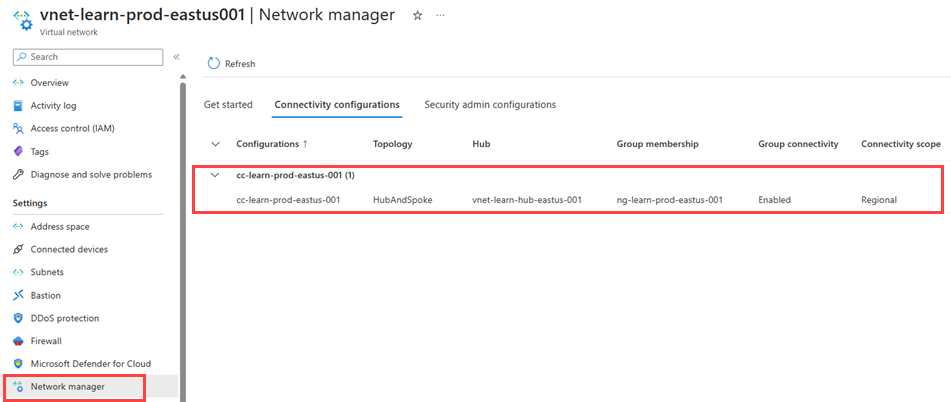 vnet-learn-prod-eastus001 | Network manager ☆ ···
Virtual network
Search «
Overview
Activity log
Access control (IAM)
Tags
Diagnose and solve problems
Settings
Address space
Connected devices
Subnets
Bastion
DDoS protection
Firewall
Microsoft Defender for Cloud
Network manager
Refresh
Get started Connectivity configurations Security admin configurations
Configurations ↑ Topology Hub Group membership Group connectivity Connectivity scope
cc-learn-prod-eastus-001 (1)
cc-learn-prod-eastus-001 HubAndSpoke vnet-learn-hub-eastus-001 ng-learn-prod-eastus-001 Enabled Regional